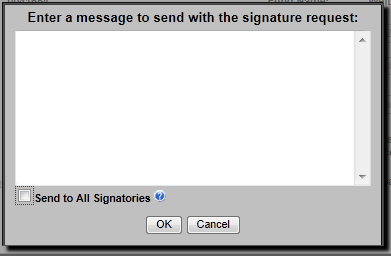 Enter a message to send with the signature request:
Send to All Signatories ?
OK Cancel